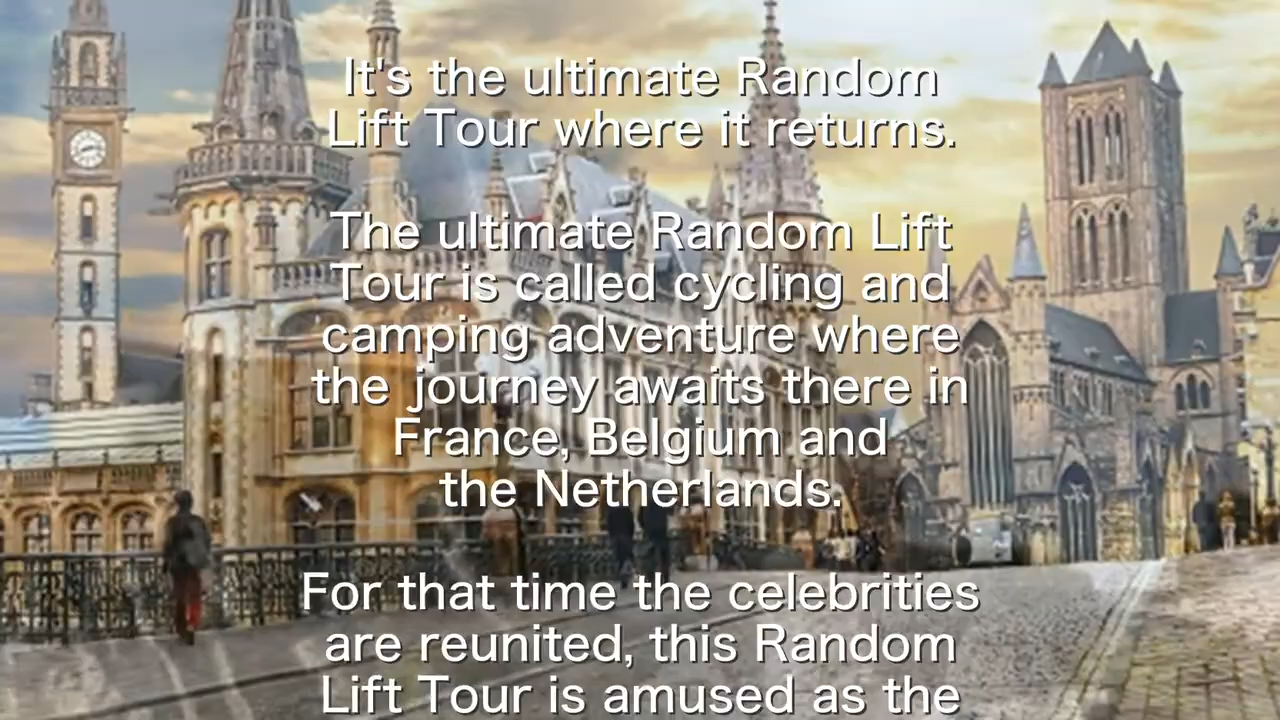 It's the ultimate Random
Lift Tour where it returns.
The ultimate Random Lift
Tour is called cycling and
camping adventure where
the journey awaits there in
France, Belgium and
the Netherlands.
For that time the celebrities
are reunited, this Random
Lift Tour is amused as the